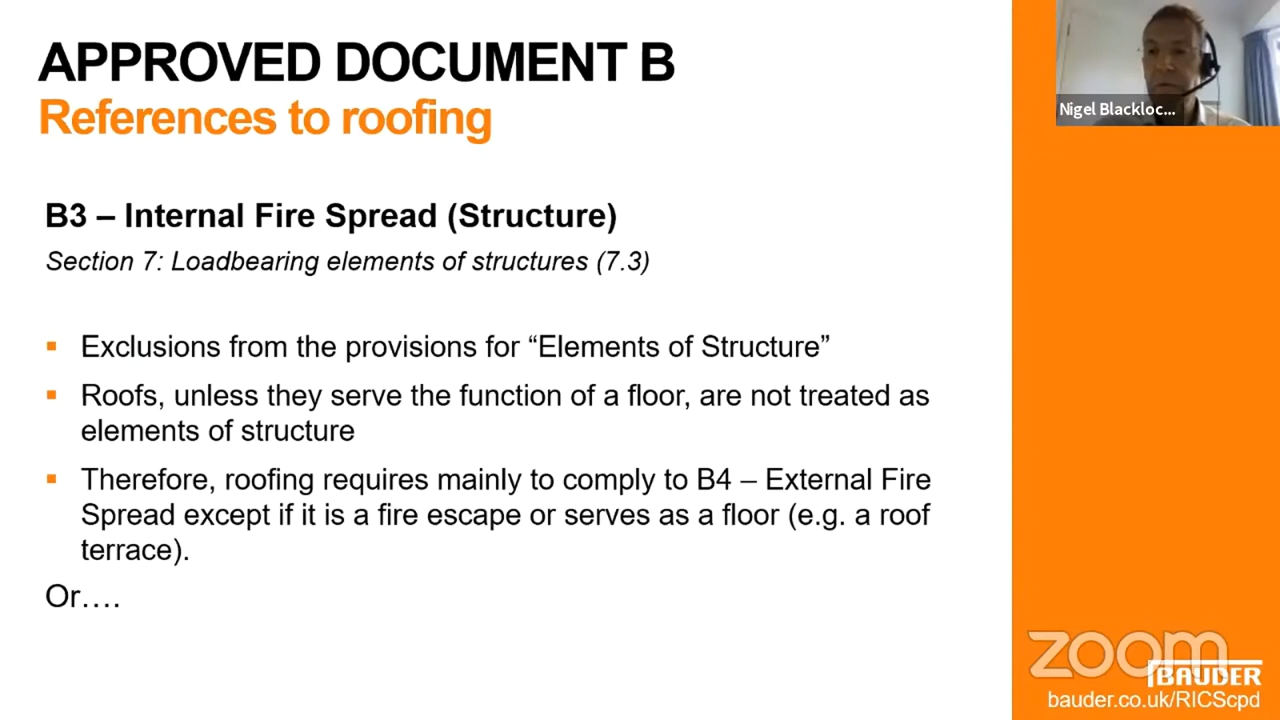 APPROVED DOCUMENT B
References to roofing
B3 – Internal Fire Spread (Structure)
Section 7: Loadbearing elements of structures (7.3)
▪ Exclusions from the provisions for “Elements of Structure”
▪ Roofs, unless they serve the function of a floor, are not treated as
elements of structure
▪ Therefore, roofing requires mainly to comply to B4 – External Fire
Spread except if it is a fire escape or serves as a floor (e.g. a roof
terrace).
Or….
Nigel Blackloc...
zoom
BAUDER
bauder.co.uk/RICScpd